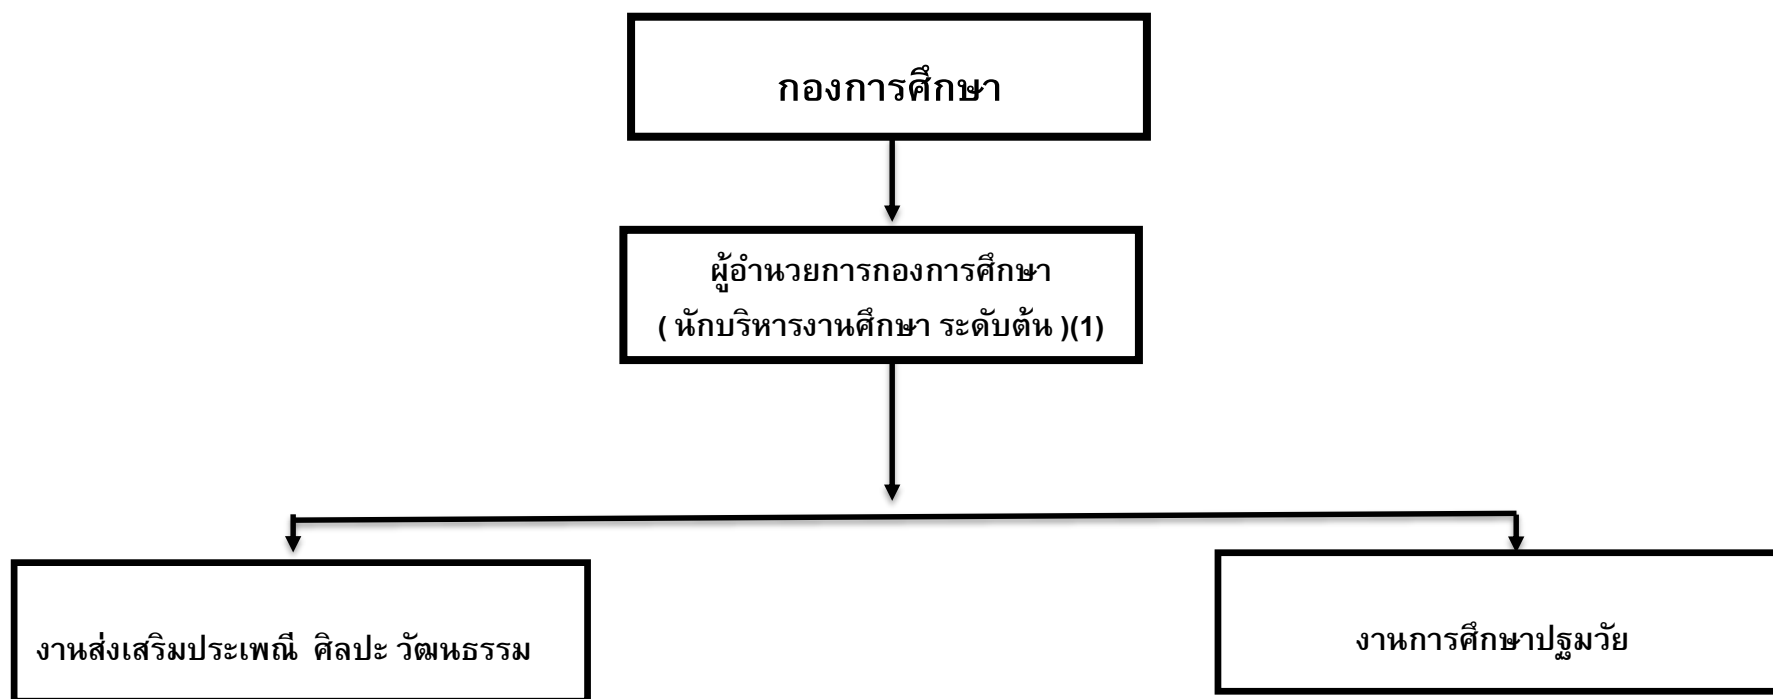 กองการศึกษา
ผู้อำนวยการกองการศึกษา
( นักบริหารงานศึกษา ระดับต้น )(1)
งานส่งเสริมประเพณี ศิลปะ วัฒนธรรม
งานการศึกษาปฐมวัย